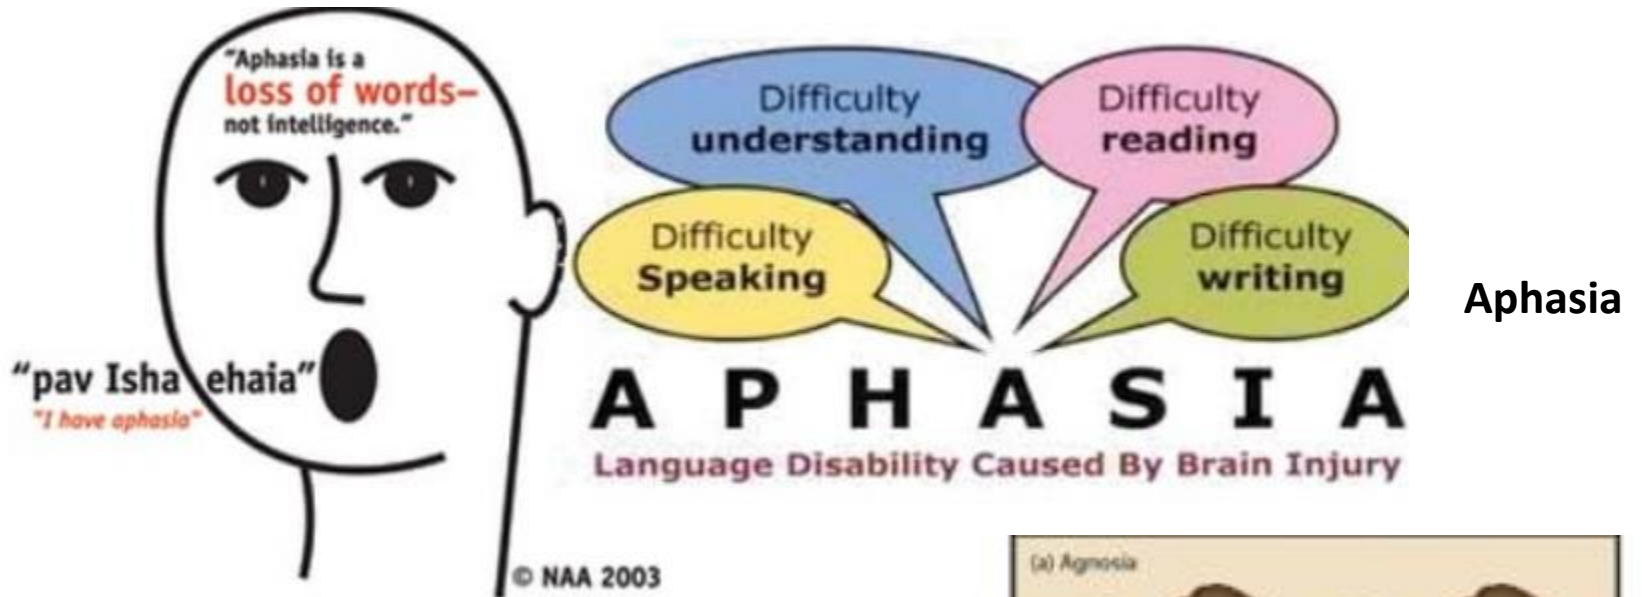 "Aphasia is a
loss of words–
not intelligence."
"pav Isha ehaia"
"I have aphasia"
© NAA 2003
Difficulty
understanding
Difficulty
reading
Difficulty
Speaking
Difficulty
writing
A P H A S I A
Language Disability Caused By Brain Injury
Aphasia
(a) Agnosia